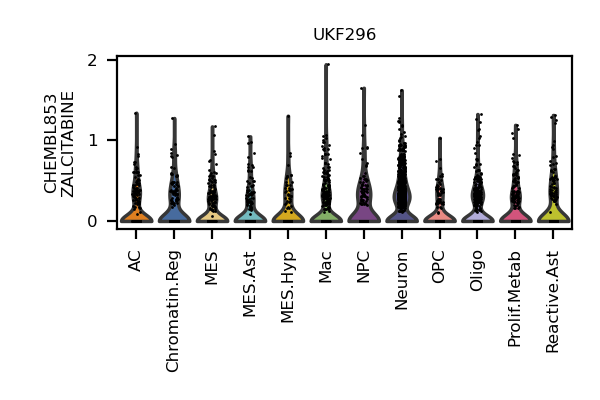 UKF296
CHEMBL853
ZALCITABINE
2
1
0
AC
Chromatin.Reg
MES
MES.Ast
MES.Hyp
Mac
NPC
Neuron
OPC
Oligo
Prolif.Metab
Reactive.Ast